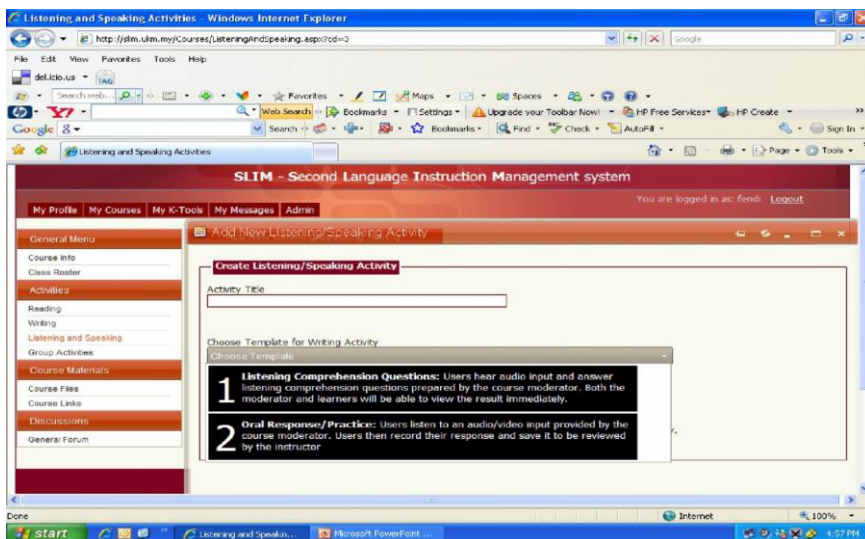 Listening and Speaking Activities - Windows Internet Explorer
http://slim.ukm.my/Courses/ListeningAndSpeaking.aspx?cd=3
Google
File Edit View Favorites Tools Help
del.icio.us TAG
Search web... Favorites Maps Spaces
Web Search Bookmarks Settings Upgrade your Toolbar Now! HP Free Services HP Create
Google Search Bookmarks Find Check AutoFill Sign In
Listening and Speaking Activities Page Tools
SLIM - Second Language Instruction Management system
You are logged in as: fendi Logout
My Profile My Courses My K-Tools My Messages Admin
General Menu
Course Info
Class Roster
Activities
Reading
Writing
Listening and Speaking
Group Activities
Course Materials
Course Files
Course Links
Discussions
General Forum
Add New Listening/Speaking Activity
Create Listening/Speaking Activity
Activity Title
Choose Template for Writing Activity
Choose Template
1 Listening Comprehension Questions: Users hear audio input and answer
listening comprehension questions prepared by the course moderator. Both the
moderator and learners will be able to view the result immediately.
2 Oral Response/Practice: Users listen to an audio/video input provided by the
course moderator. Users then record their response and save it to be reviewed
by the instructor
Done Internet 100%
start Listening and Speakin... Microsoft PowerPoint ... 4:57 PM